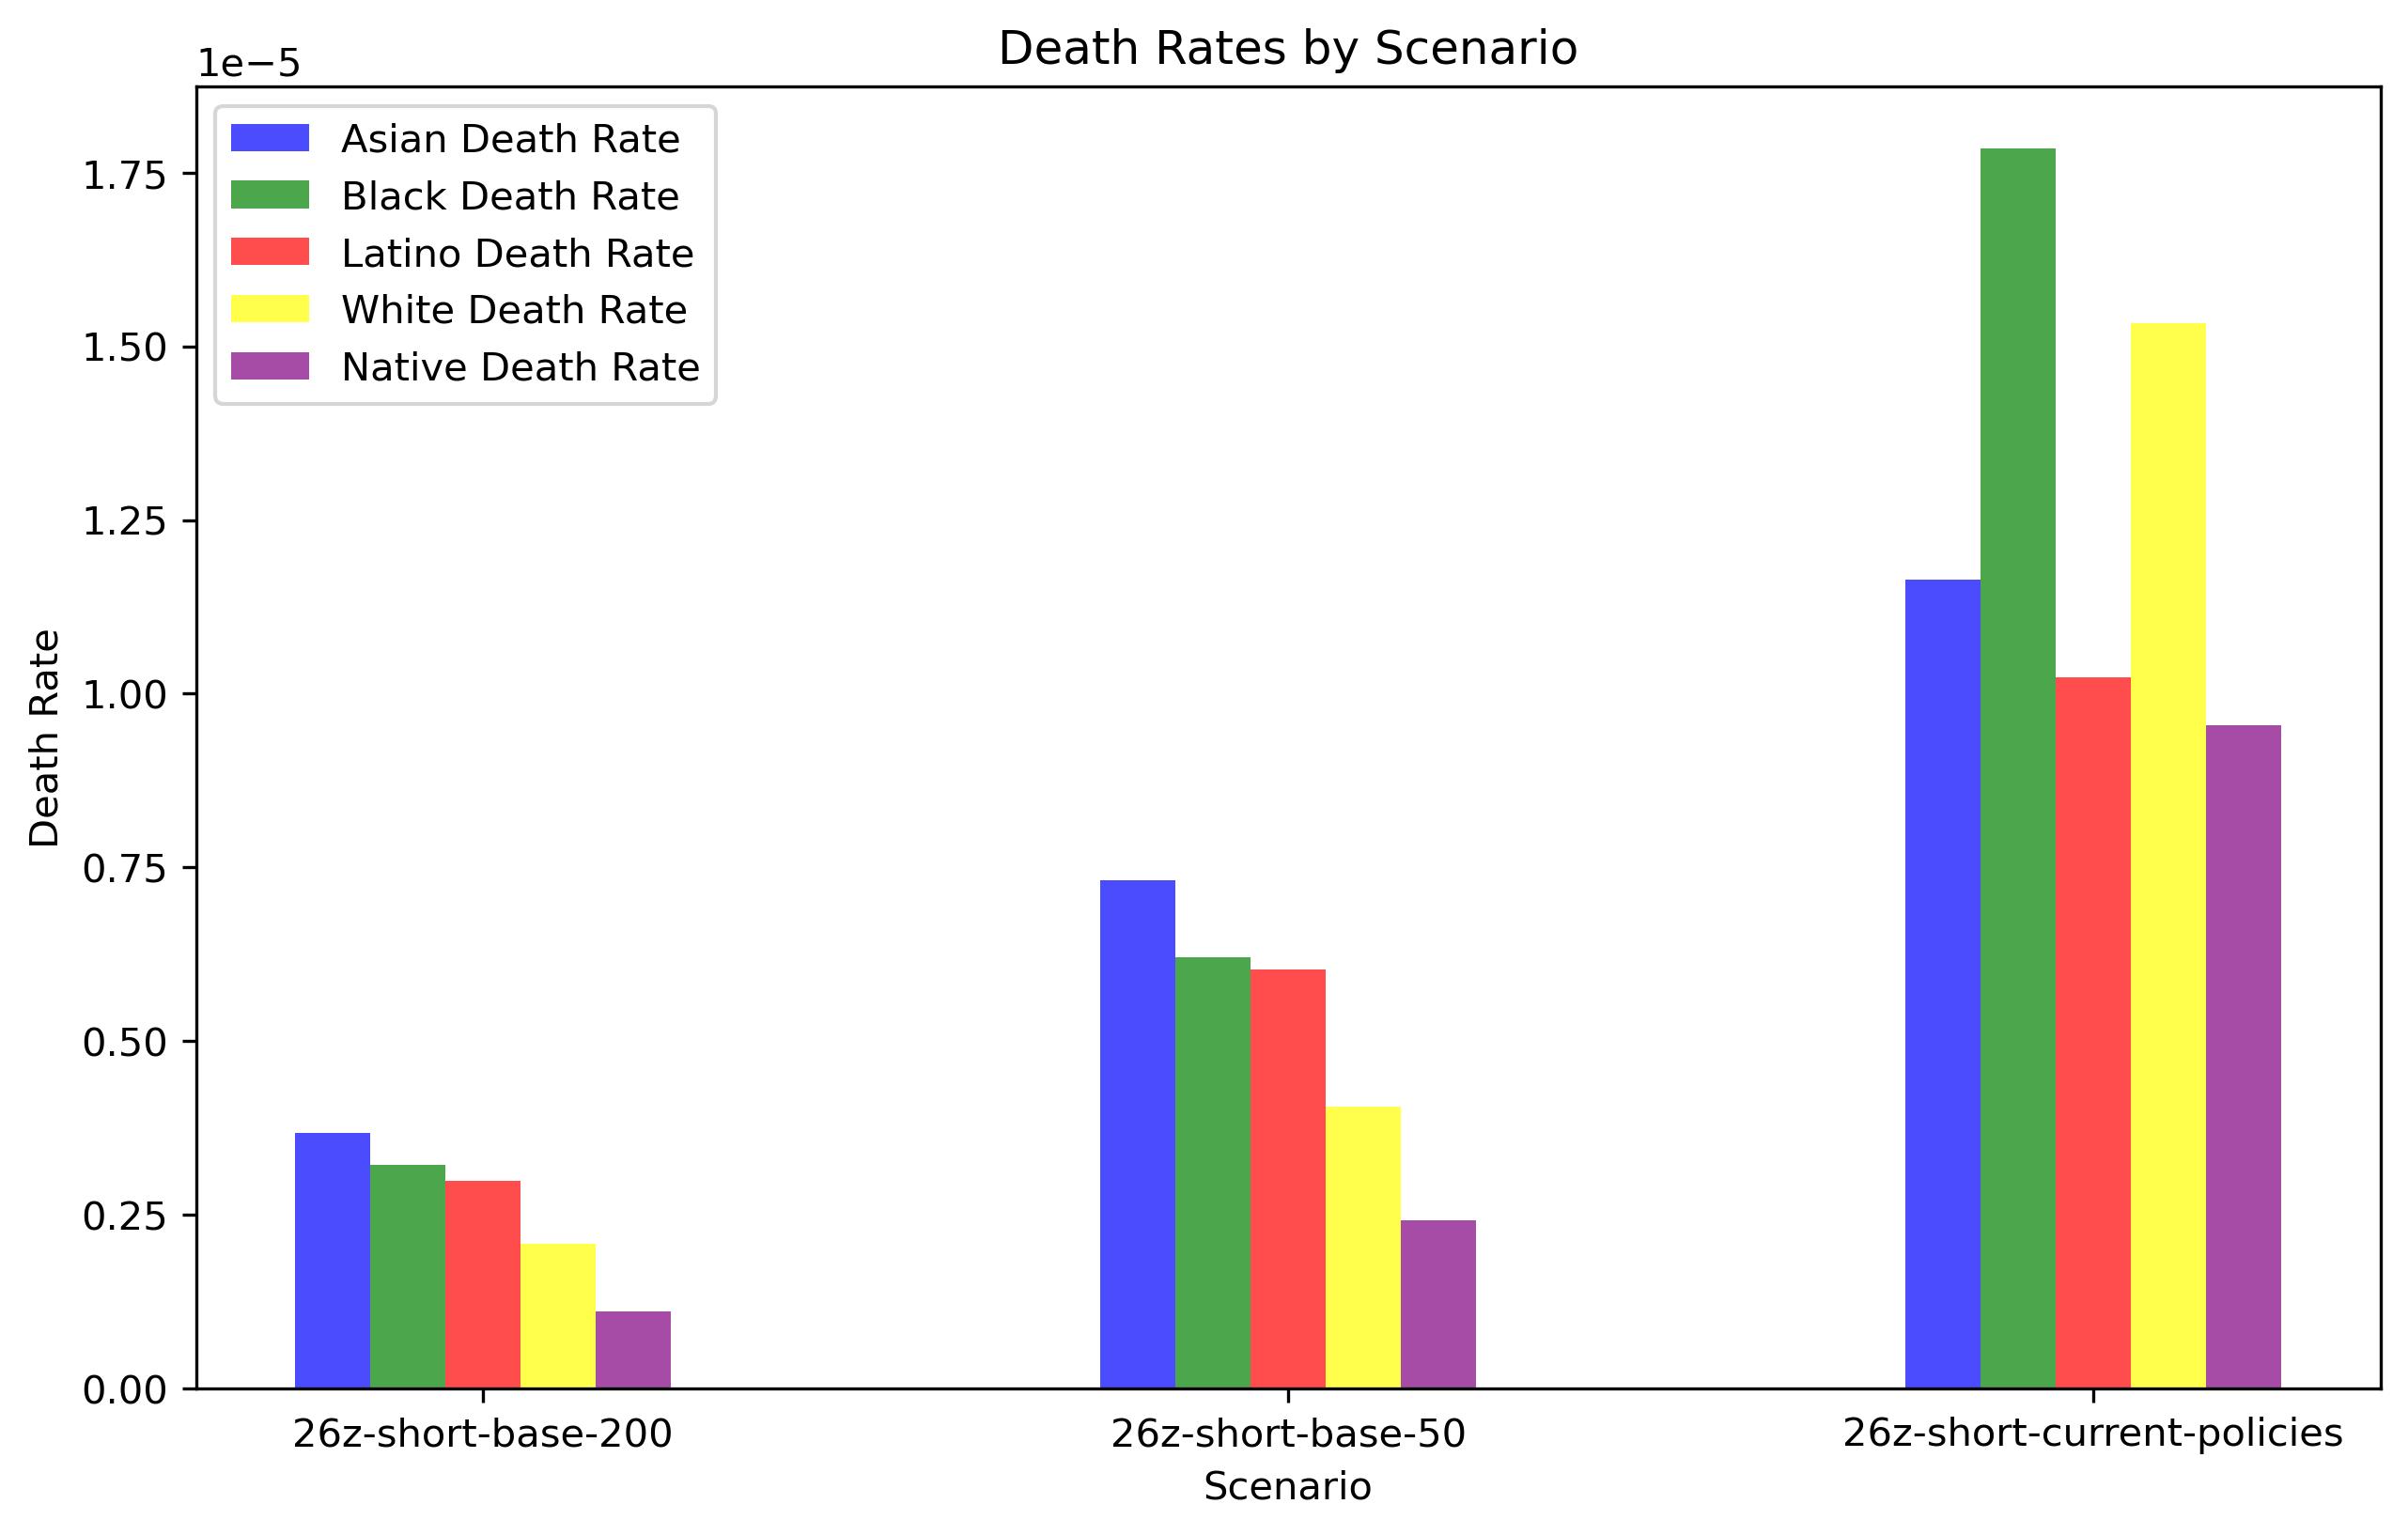 Death Rates by Scenario
1e−5
Asian Death Rate
Black Death Rate
Latino Death Rate
White Death Rate
Native Death Rate
1.75
1.50
1.25
1.00
0.75
0.50
0.25
0.00
Death Rate
26z-short-base-200
26z-short-base-50
26z-short-current-policies
Scenario